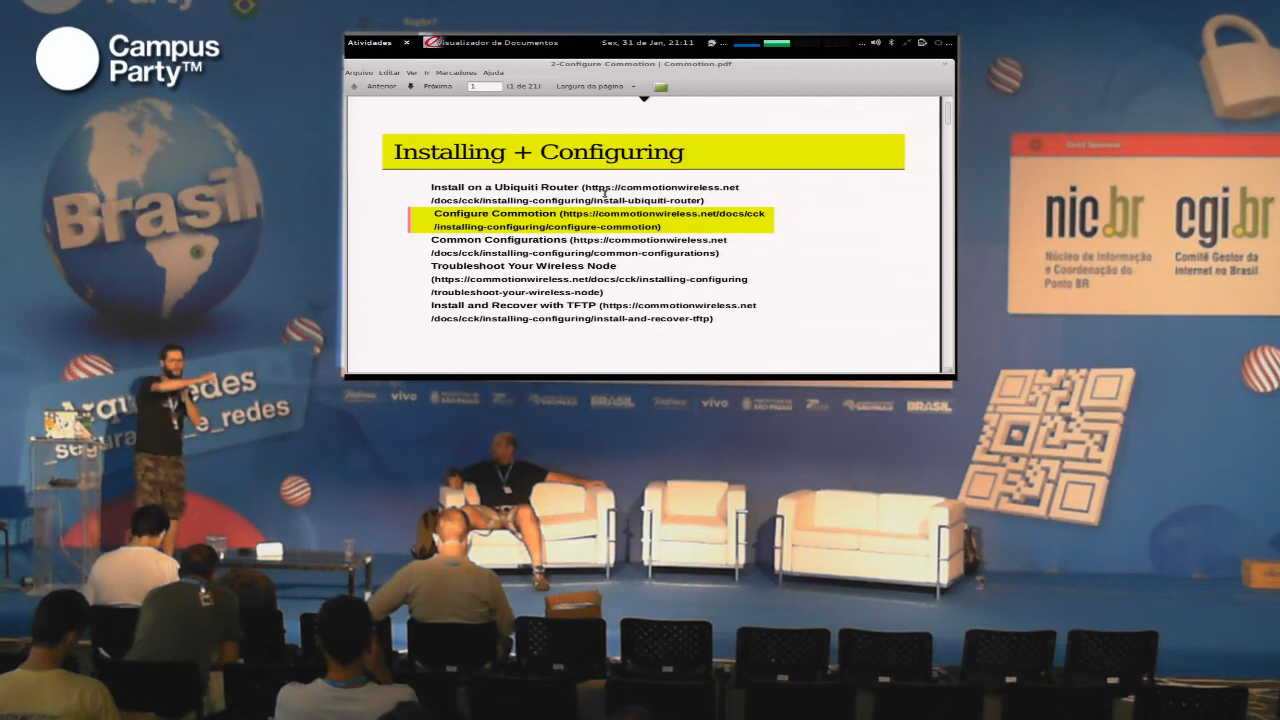 Campus
Party™
Atividades
Visualizador de Documentos
Sex, 31 de Jan, 21:11
2-Configure Commotion | Commotion.pdf
Arquivo Editar Ver Ir Marcadores Ajuda
Anterior Próxima 1 (1 de 21) Largura da página
Installing + Configuring
Install on a Ubiquiti Router (https://commotionwireless.net
/docs/cck/installing-configuring/install-ubiquiti-router)
Configure Commotion (https://commotionwireless.net/docs/cck
/installing-configuring/configure-commotion)
Common Configurations (https://commotionwireless.net
/docs/cck/installing-configuring/common-configurations)
Troubleshoot Your Wireless Node
(https://commotionwireless.net/docs/cck/installing-configuring
/troubleshoot-your-wireless-node)
Install and Recover with TFTP (https://commotionwireless.net
/docs/cck/installing-configuring/install-and-recover-tftp)
Brasil
Gold Sponsor
nic.br
Núcleo de Informação
e Coordenação do
Ponto BR
cgi.br
Comitê Gestor da
Internet no Brasil
e_redes
vivo
BRASIL
Telefonica
vivo
BRASIL